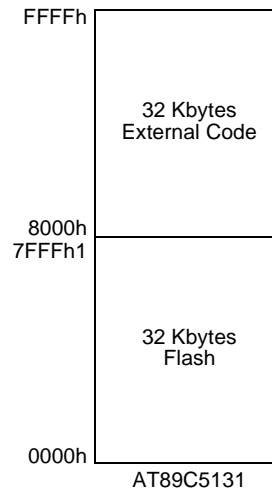 FFFFh
32 Kbytes
External Code
8000h
7FFFh1
32 Kbytes
Flash
0000h
AT89C5131